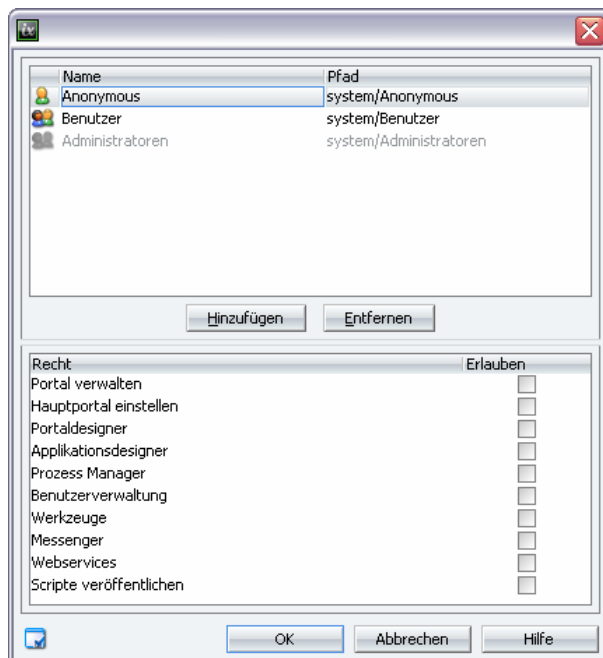 ix
Name Pfad
Anonymous system/Anonymous
Benutzer system/Benutzer
Administratoren system/Administratoren
Hinzufügen Entfernen
Recht Erlauben
Portal verwalten
Hauptportal einstellen
Portaldesigner
Applikationsdesigner
Prozess Manager
Benutzerverwaltung
Werkzeuge
Messenger
Webservices
Scripte veröffentlichen
OK Abbrechen Hilfe